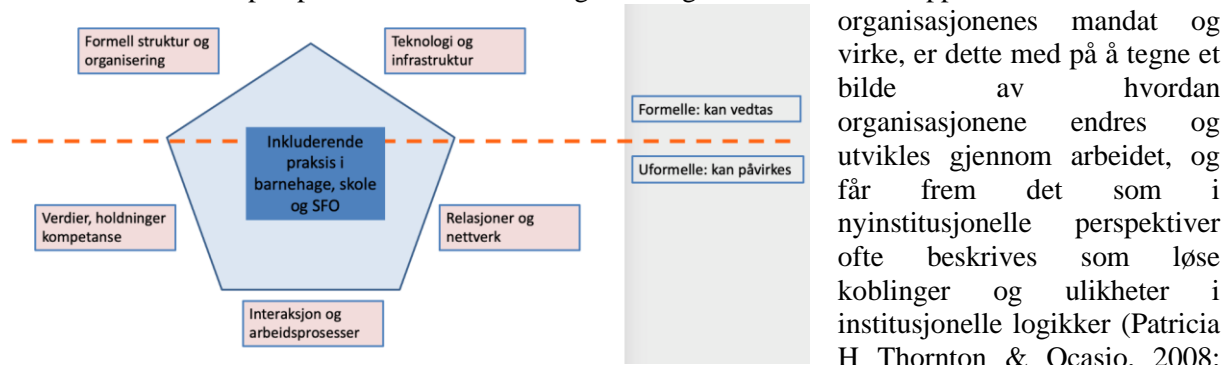 Formell struktur og
organisering
Teknologi og
infrastruktur
Formelle: kan vedtas
Inkluderende
praksis i
barnehage, skole
og SFO
Uformelle: kan påvirkes
Verdier, holdninger
kompetanse
Relasjoner og
nettverk
Interaksjon og
arbeidsprosesser
organisasjonenes mandat og
virke, er dette med på å tegne et
bilde av hvordan
organisasjonene endres og
utvikles gjennom arbeidet, og
får frem det som i
nyinstitusjonelle perspektiver
ofte beskrives som løse
koblinger og ulikheter i
institusjonelle logikker (Patricia
H Thornton & Ocasio, 2008;